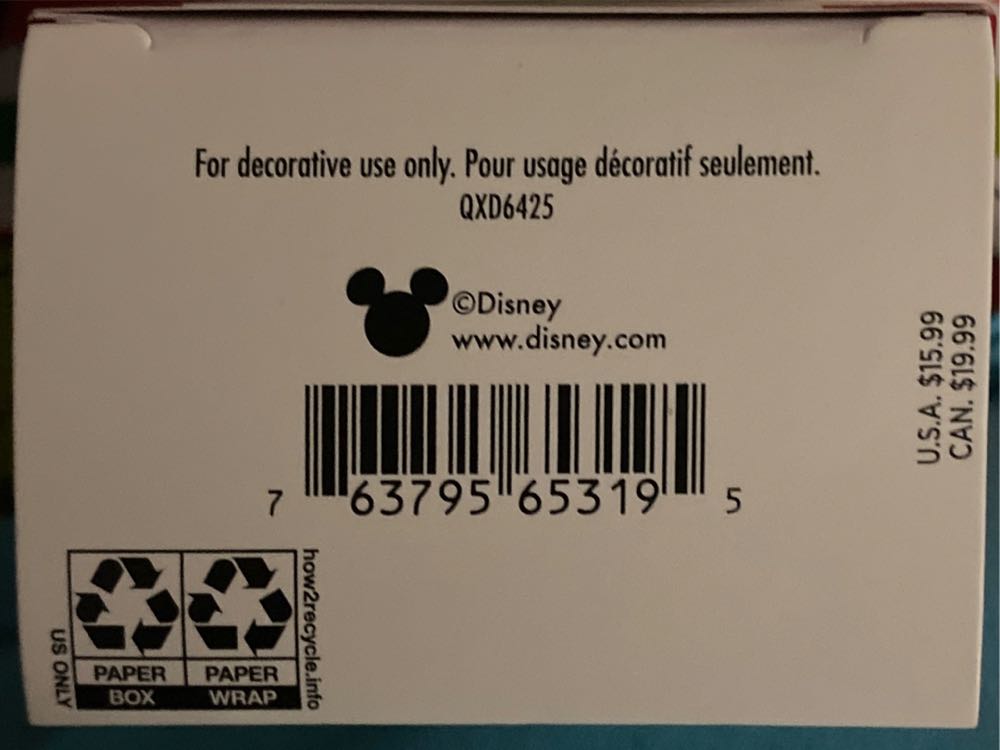 For decorative use only. Pour usage décoratif seulement.
QXD6425
©Disney
www.disney.com
U.S.A. $15.99
CAN. $19.99
7 63795 65319 5
how2recycle.info
US ONLY
PAPER PAPER
BOX WRAP